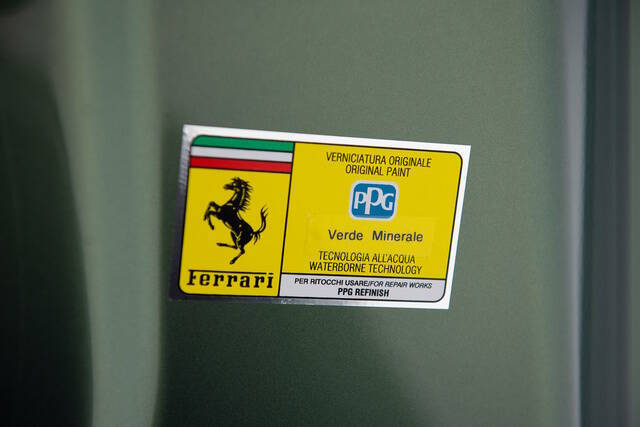 Ferrari
VERNICIATURA ORIGINALE
ORIGINAL PAINT
PPG
Verde Minerale
TECNOLOGIA ALL'ACQUA
WATERBORNE TECHNOLOGY
PER RITOCCHI USARE/FOR REPAIR WORKS
PPG REFINISH